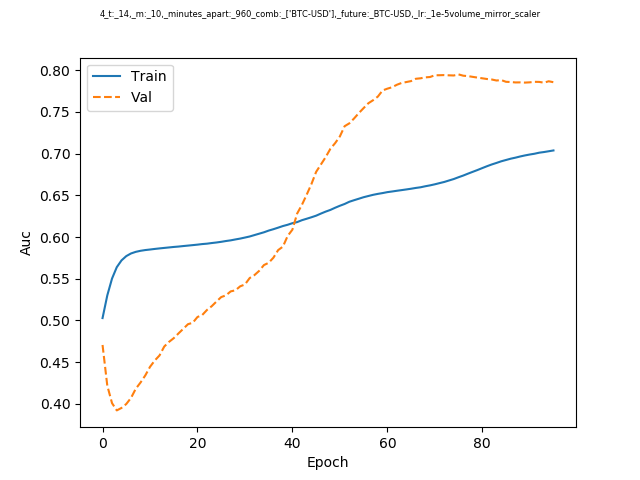 4_t:_14,_m:_10,_minutes_apart:_960_comb:_['BTC-USD'],_future:_BTC-USD,_lr:_1e-5volume_mirror_scaler
Train
Val
0.80
0.75
0.70
0.65
0.60
0.55
0.50
0.45
0.40
Auc
0 20 40 60 80
Epoch